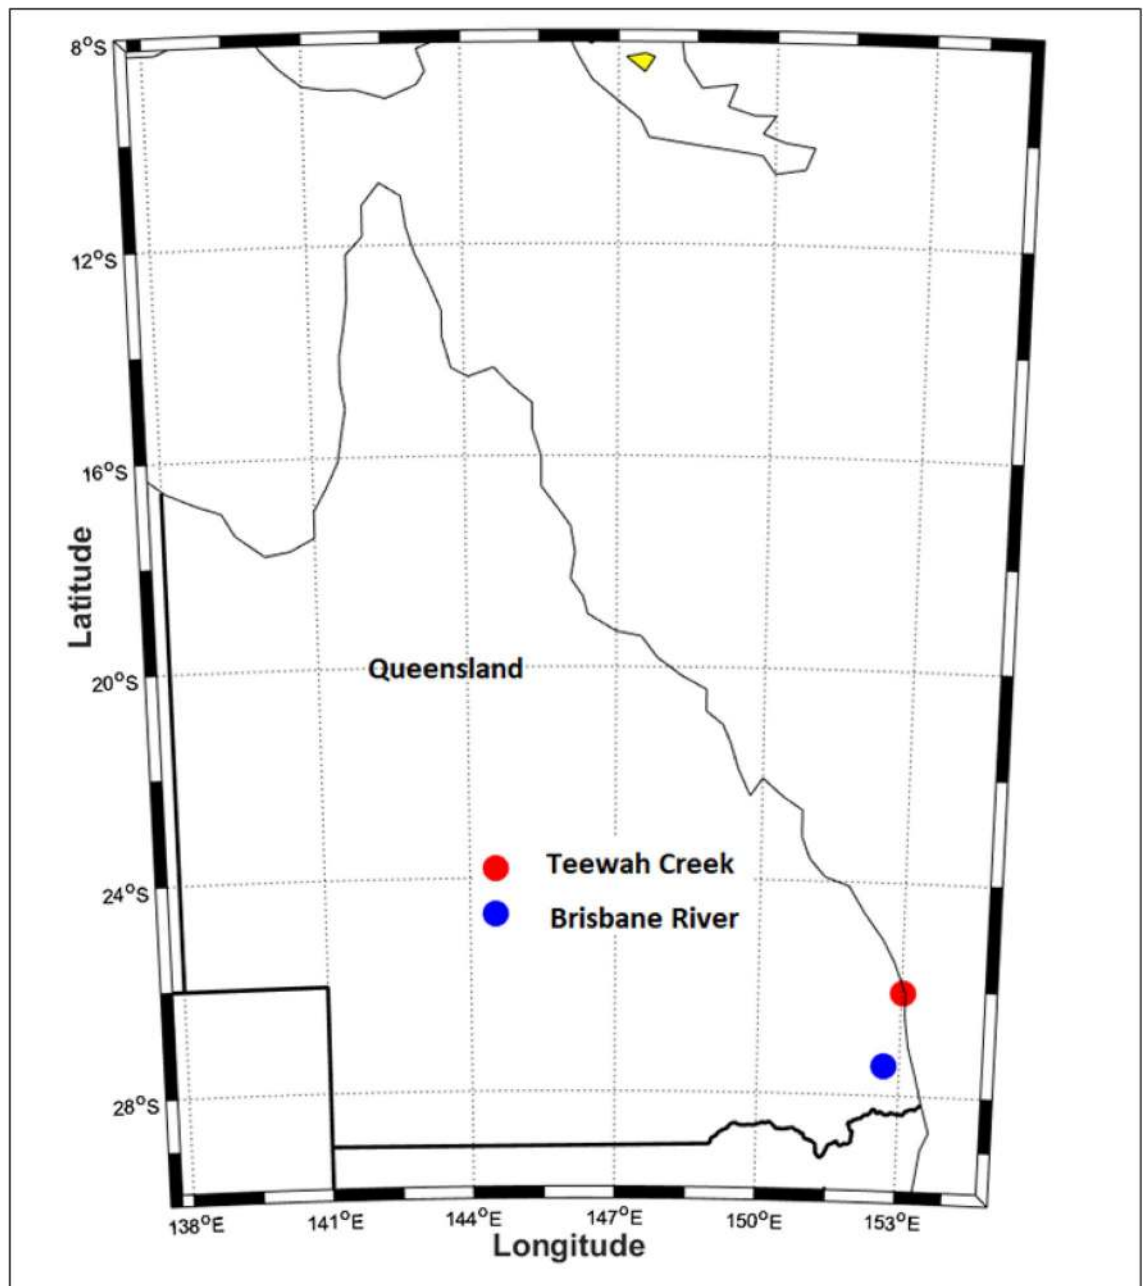 8°S
12°S
16°S
Latitude
Queensland
20°S
Teewah Creek
24°S
Brisbane River
28°S
138°E
141°E
144°E
147°E
150°E
153°E
Longitude